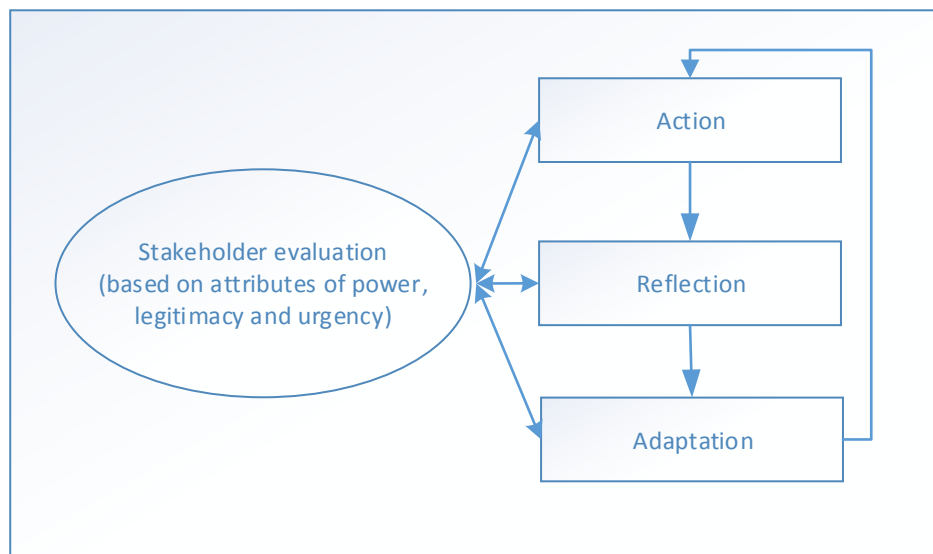 Action
Stakeholder evaluation
(based on attributes of power,
legitimacy and urgency)
Reflection
Adaptation